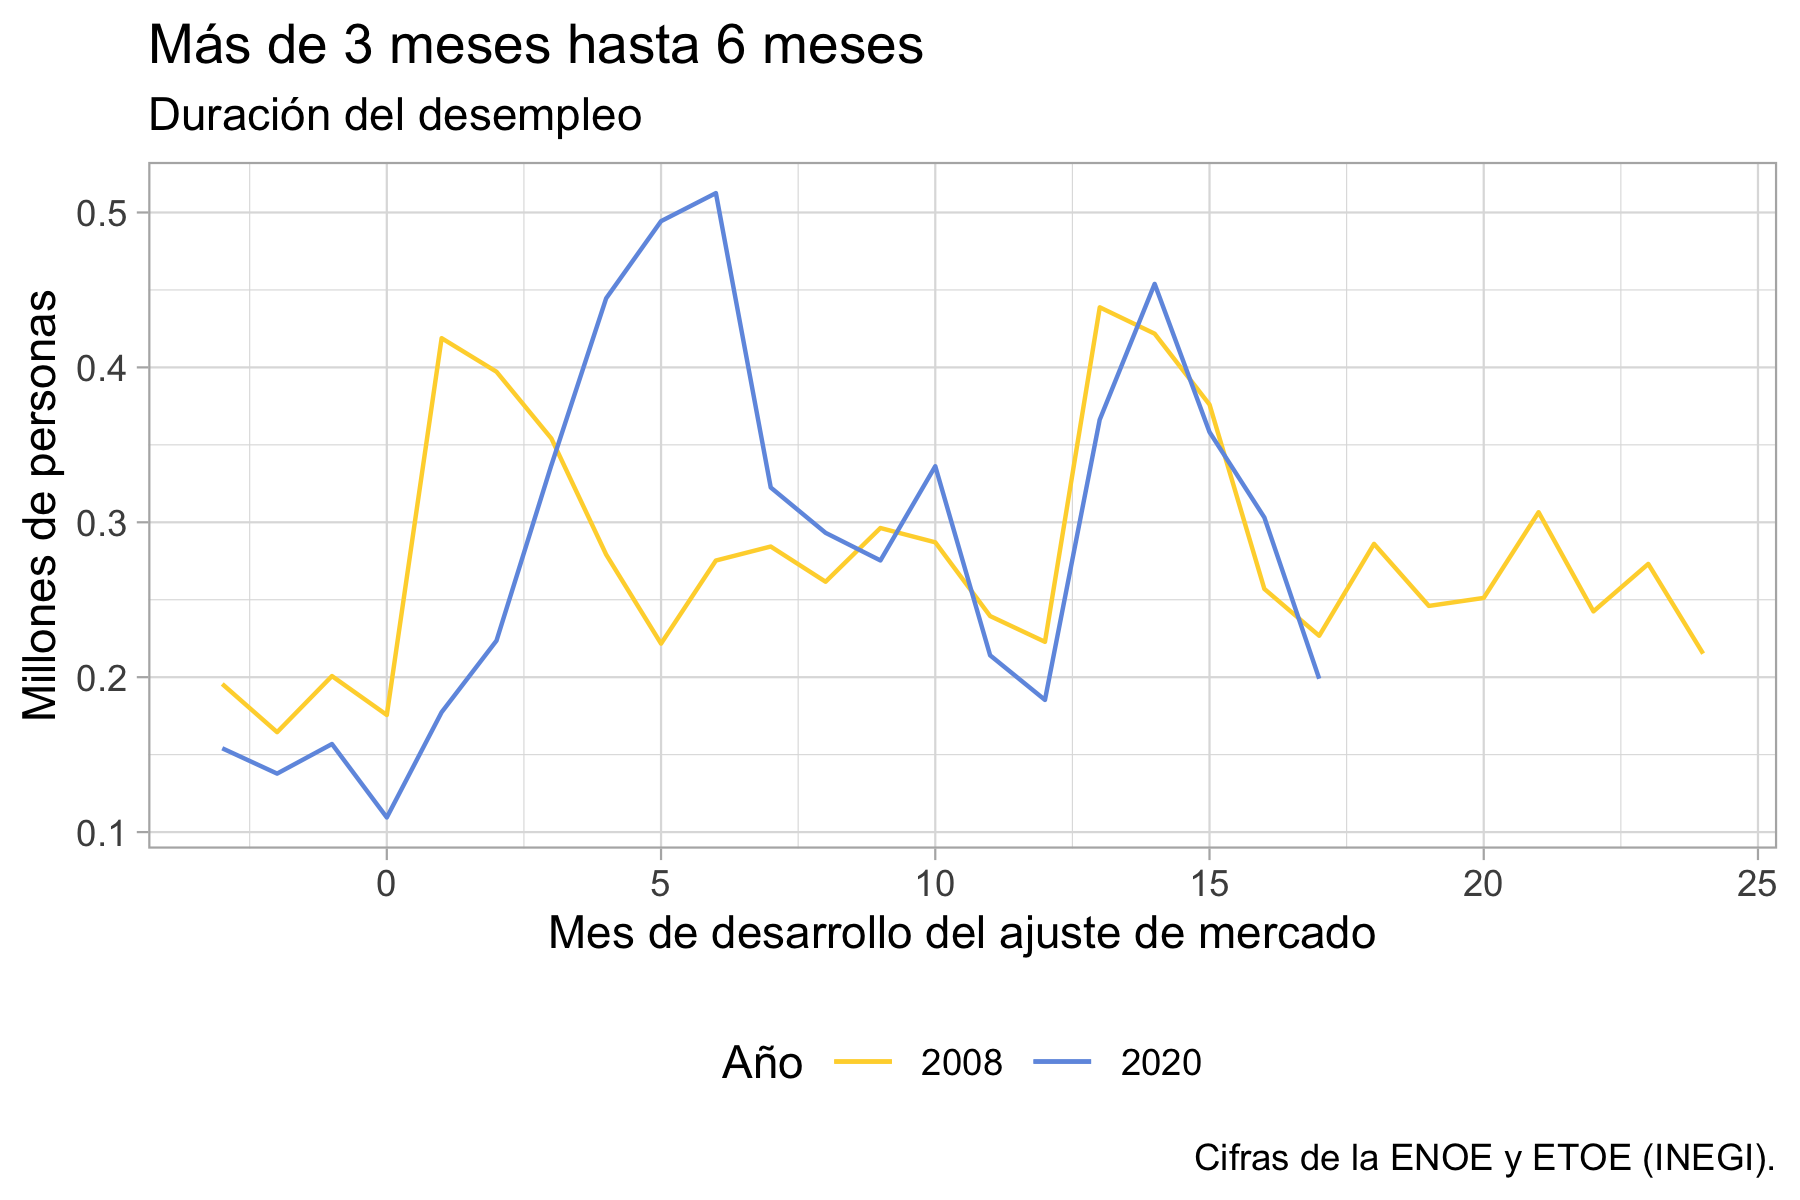 Más de 3 meses hasta 6 meses
Duración del desempleo
Millones de personas
0.5
0.4
0.3
0.2
0.1
0 5 10 15 20 25
Mes de desarrollo del ajuste de mercado
Año 2008 2020
Cifras de la ENOE y ETOE (INEGI).